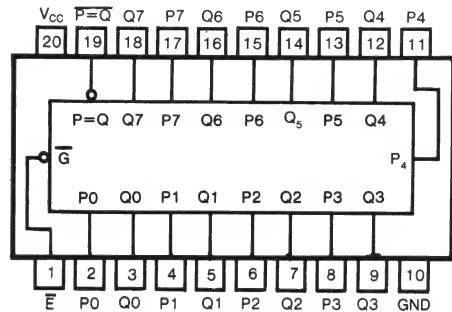 V_CC P̅=̅Q̅ Q7 P7 Q6 P6 Q5 P5 Q4 P4
20 19 18 17 16 15 14 13 12 11
P=Q Q7 P7 Q6 P6 Q₅ P5 Q4
G̅ P₄
P0 Q0 P1 Q1 P2 Q2 P3 Q3
1 2 3 4 5 6 7 8 9 10
E̅ P0 Q0 P1 Q1 P2 Q2 P3 Q3 GND